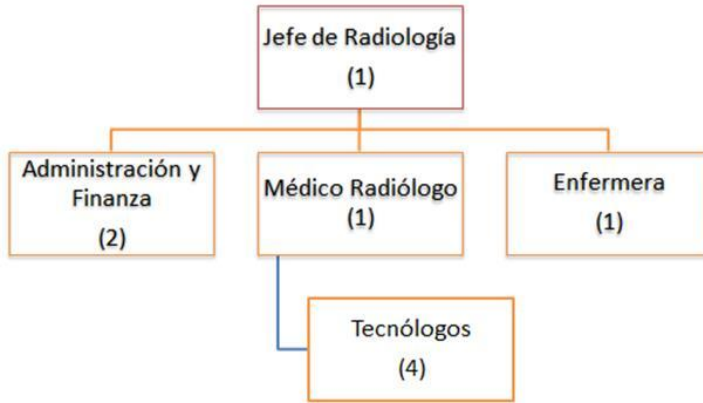 Jefe de Radiología
(1)
Administración y
Finanza
(2)
Médico Radiólogo
(1)
Enfermera
(1)
Tecnólogos
(4)